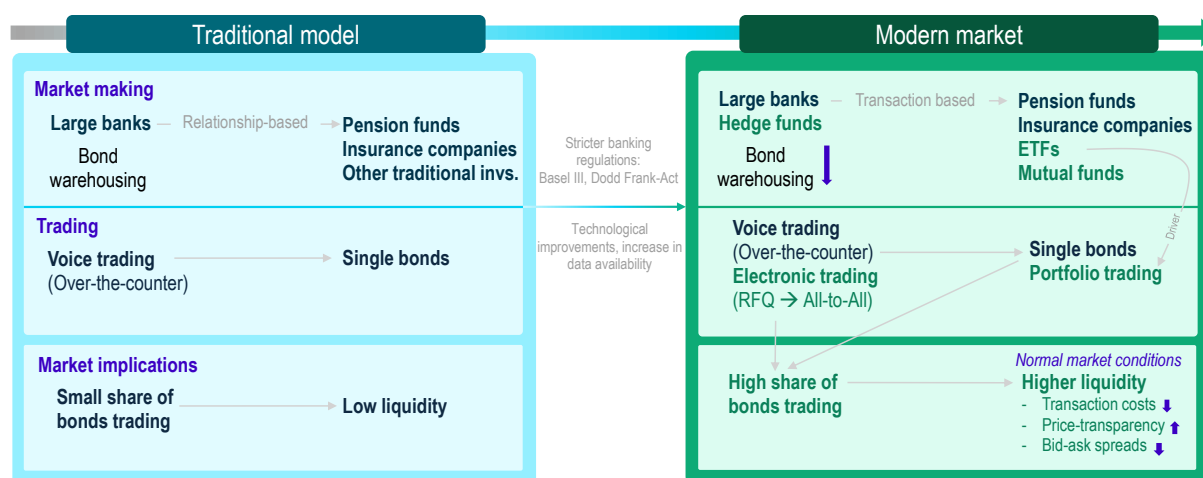 Traditional model
Market making
Large banks
Relationship-based
Pension funds
Insurance companies
Other traditional invs.
Bond
warehousing
Trading
Voice trading
(Over-the-counter)
Single bonds
Market implications
Small share of
bonds trading
Low liquidity
Stricter banking
regulations:
Basel III, Dodd Frank-Act
Technological
improvements, increase in
data availability
Modern market
Large banks
Hedge funds
Transaction based
Pension funds
Insurance companies
ETFs
Mutual funds
Bond
warehousing
Driver
Voice trading
(Over-the-counter)
Electronic trading
(RFQ → All-to-All)
Single bonds
Portfolio trading
High share of
bonds trading
Normal market conditions
Higher liquidity
- Transaction costs
- Price-transparency
- Bid-ask spreads